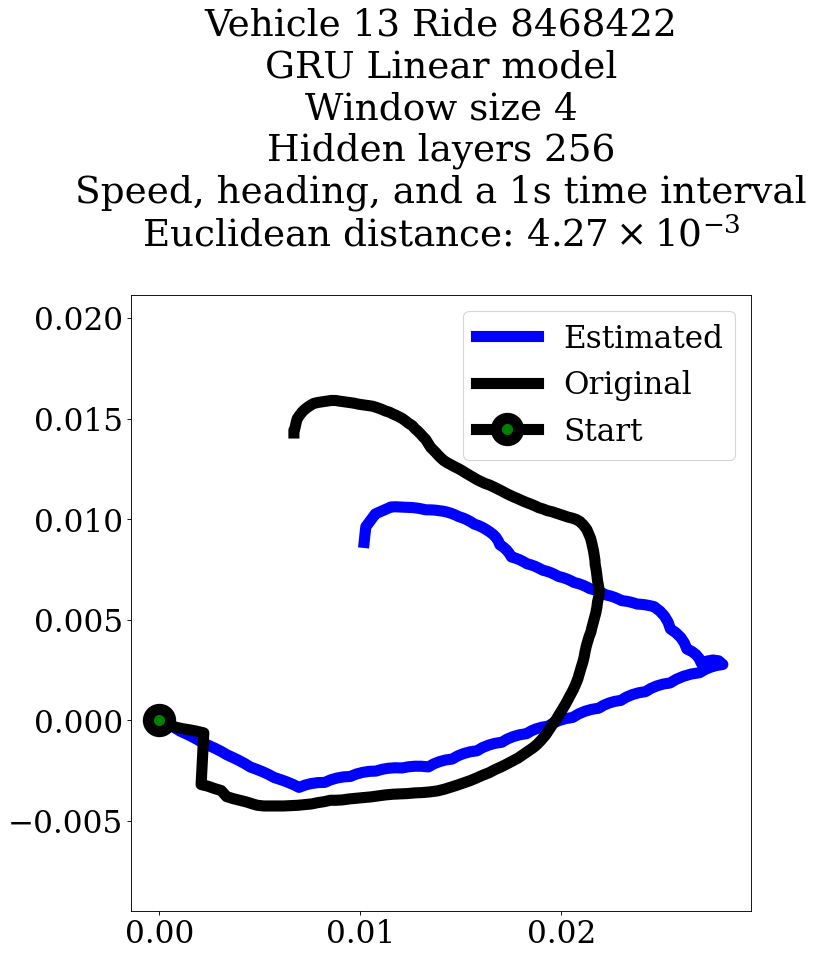 Vehicle 13 Ride 8468422
GRU Linear model
Window size 4
Hidden layers 256
Speed, heading, and a 1s time interval
Euclidean distance: 4.27 × 10⁻³
Estimated
Original
Start
0.020
0.015
0.010
0.005
0.000
−0.005
0.00 0.01 0.02